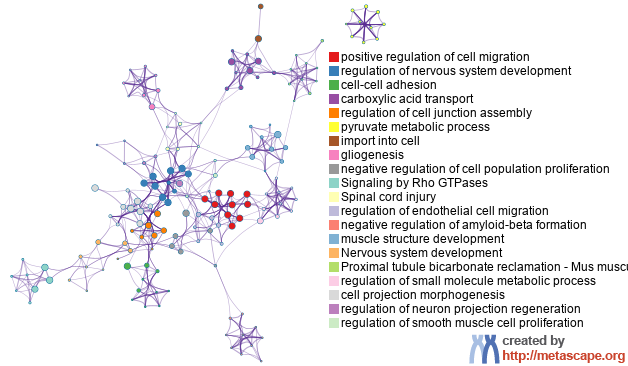 positive regulation of cell migration
regulation of nervous system development
cell-cell adhesion
carboxylic acid transport
regulation of cell junction assembly
pyruvate metabolic process
import into cell
gliogenesis
negative regulation of cell population proliferation
Signaling by Rho GTPases
Spinal cord injury
regulation of endothelial cell migration
negative regulation of amyloid-beta formation
muscle structure development
Nervous system development
Proximal tubule bicarbonate reclamation - Mus muscu
regulation of small molecule metabolic process
cell projection morphogenesis
regulation of neuron projection regeneration
regulation of smooth muscle cell proliferation
created by
http://metascape.org